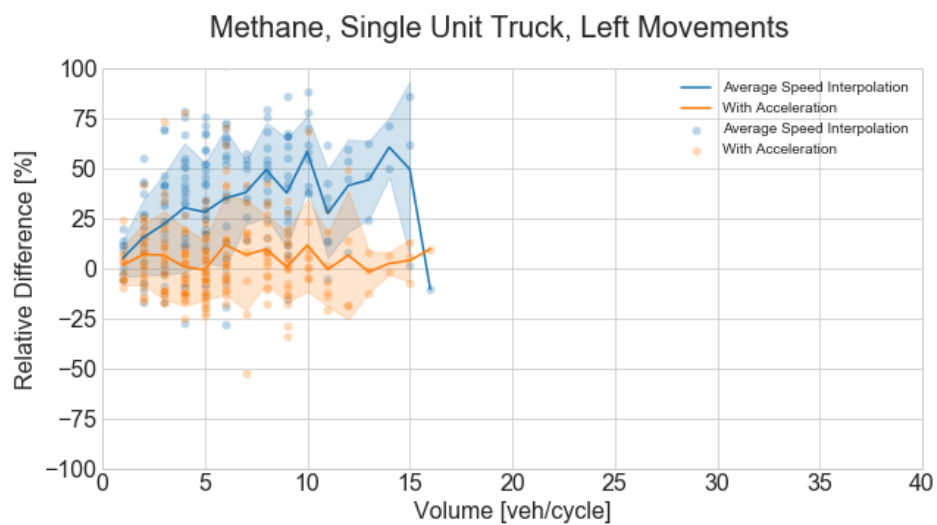 Methane, Single Unit Truck, Left Movements
100
75
50
25
0
−25
−50
−75
−100
Relative Difference [%]
Average Speed Interpolation
With Acceleration
Average Speed Interpolation
With Acceleration
0 5 10 15 20 25 30 35 40
Volume [veh/cycle]